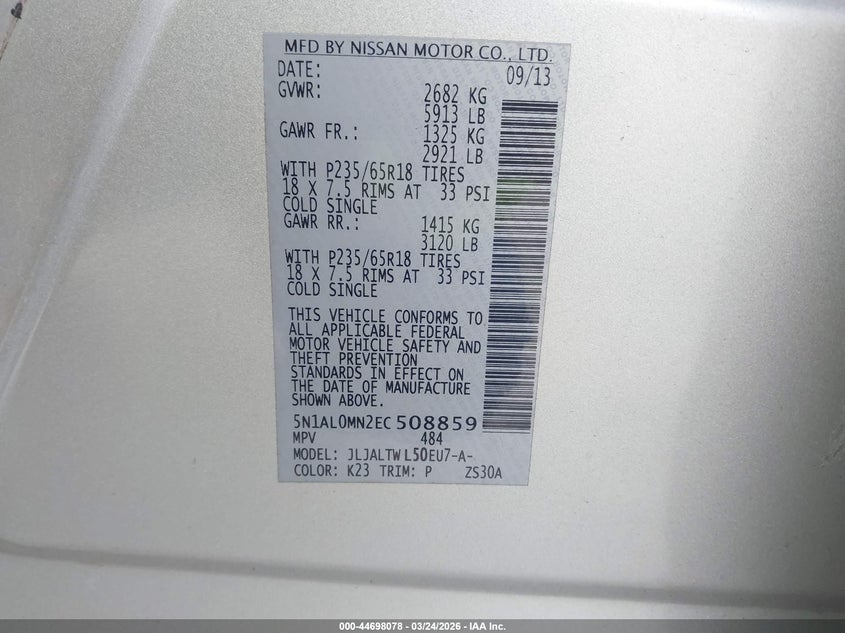 MFD BY NISSAN MOTOR CO., LTD.
DATE: 09/13
GVWR: 2682 KG
5913 LB
GAWR FR.: 1325 KG
2921 LB
WITH P235/65R18 TIRES
18 X 7.5 RIMS AT 33 PSI
COLD SINGLE
GAWR RR.: 1415 KG
3120 LB
WITH P235/65R18 TIRES
18 X 7.5 RIMS AT 33 PSI
COLD SINGLE
THIS VEHICLE CONFORMS TO
ALL APPLICABLE FEDERAL
MOTOR VEHICLE SAFETY AND
THEFT PREVENTION
STANDARDS IN EFFECT ON
THE DATE OF MANUFACTURE
SHOWN ABOVE.
5N1AL0MN2EC508859
MPV 484
MODEL: JLJALTWL50EU7-A-
COLOR: K23 TRIM: P ZS30A
000-44698078 - 03/24/2026 - IAA Inc.